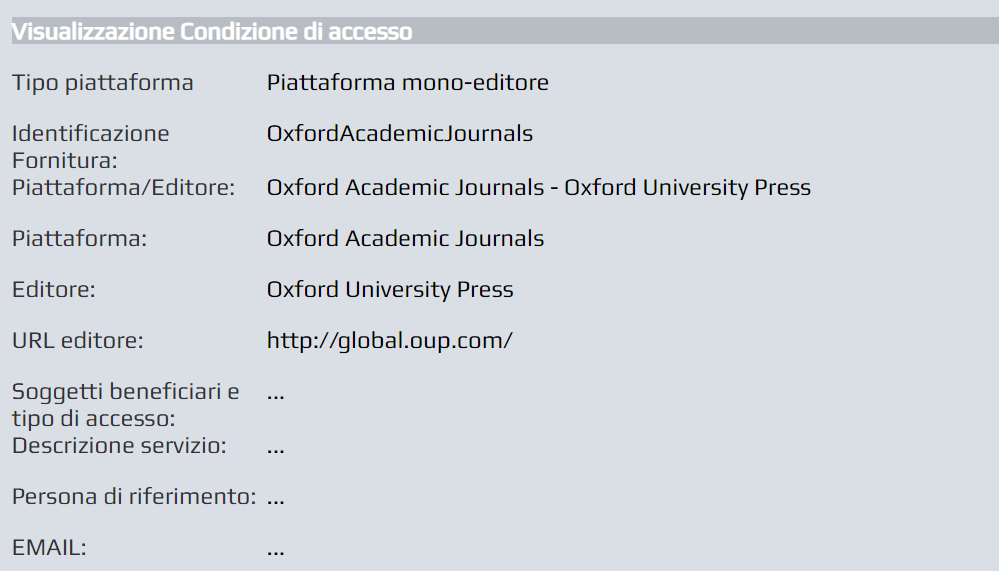 Visualizzazione Condizione di accesso
Tipo piattaforma Piattaforma mono-editore
Identificazione OxfordAcademicJournals
Fornitura:
Piattaforma/Editore: Oxford Academic Journals - Oxford University Press
Piattaforma: Oxford Academic Journals
Editore: Oxford University Press
URL editore: http://global.oup.com/
Soggetti beneficiari e ...
tipo di accesso:
Descrizione servizio: ...
Persona di riferimento: ...
EMAIL: ...